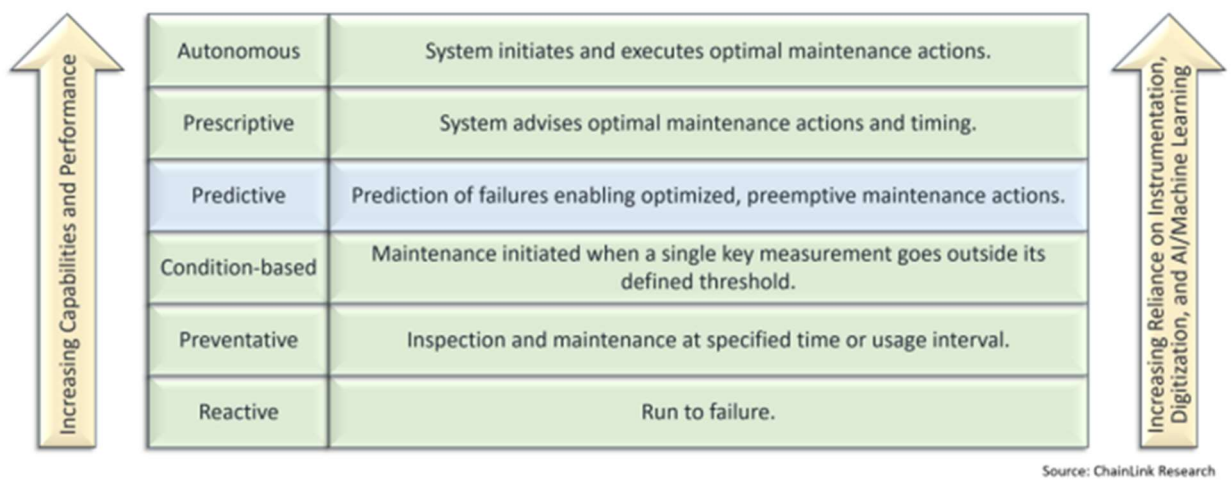 Increasing Capabilities and Performance
Autonomous
System initiates and executes optimal maintenance actions.
Prescriptive
System advises optimal maintenance actions and timing.
Predictive
Prediction of failures enabling optimized, preemptive maintenance actions.
Condition-based
Maintenance initiated when a single key measurement goes outside its
defined threshold.
Preventative
Inspection and maintenance at specified time or usage interval.
Reactive
Run to failure.
Increasing Reliance on Instrumentation,
Digitization, and AI/Machine Learning
Source: ChainLink Research